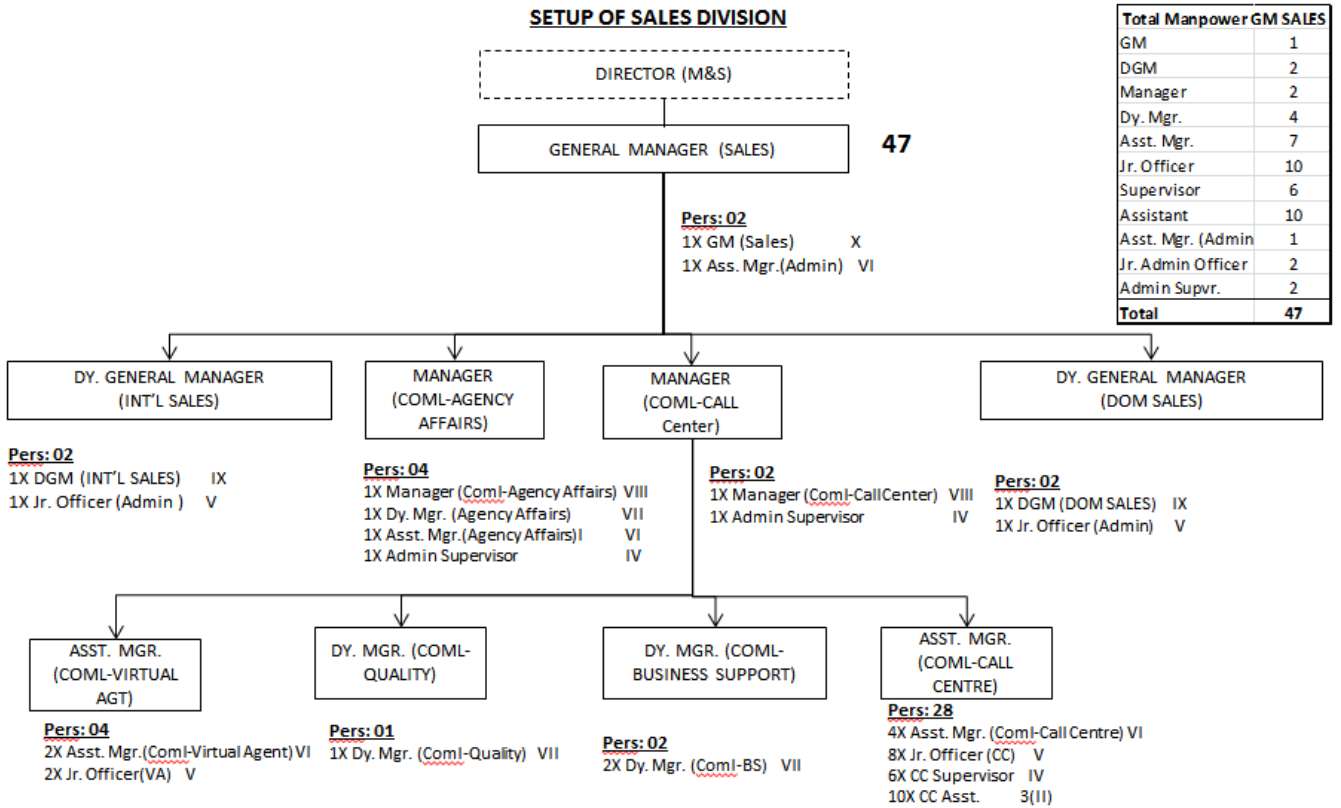 SETUP OF SALES DIVISION
Total Manpower GM SALES
GM 1
DGM 2
Manager 2
Dy. Mgr. 4
Asst. Mgr. 7
Jr. Officer 10
Supervisor 6
Assistant 10
Asst. Mgr. (Admin 1
Jr. Admin Officer 2
Admin Supvr. 2
Total 47
DIRECTOR (M&S)
GENERAL MANAGER (SALES)
47
Pers: 02
1X GM (Sales) X
1X Ass. Mgr.(Admin) VI
DY. GENERAL MANAGER
(INT'L SALES)
Pers: 02
1X DGM (INT'L SALES) IX
1X Jr. Officer (Admin ) V
MANAGER
(COML-AGENCY
AFFAIRS)
Pers: 04
1X Manager (Coml-Agency Affairs) VIII
1X Dy. Mgr. (Agency Affairs) VII
1X Asst. Mgr.(Agency Affairs)I VI
1X Admin Supervisor IV
MANAGER
(COML-CALL
Center)
Pers: 02
1X Manager (Coml-CallCenter) VIII
1X Admin Supervisor IV
DY. GENERAL MANAGER
(DOM SALES)
Pers: 02
1X DGM (DOM SALES) IX
1X Jr. Officer (Admin) V
ASST. MGR.
(COML-VIRTUAL
AGT)
Pers: 04
2X Asst. Mgr.(Coml-Virtual Agent) VI
2X Jr. Officer(VA) V
DY. MGR. (COML-
QUALITY)
Pers: 01
1X Dy. Mgr. (Coml-Quality) VII
DY. MGR. (COML-
BUSINESS SUPPORT)
Pers: 02
2X Dy. Mgr. (Coml-BS) VII
ASST. MGR.
(COML-CALL
CENTRE)
Pers: 28
4X Asst. Mgr. (Coml-Call Centre) VI
8X Jr. Officer (CC) V
6X CC Supervisor IV
10X CC Asst. 3(II)